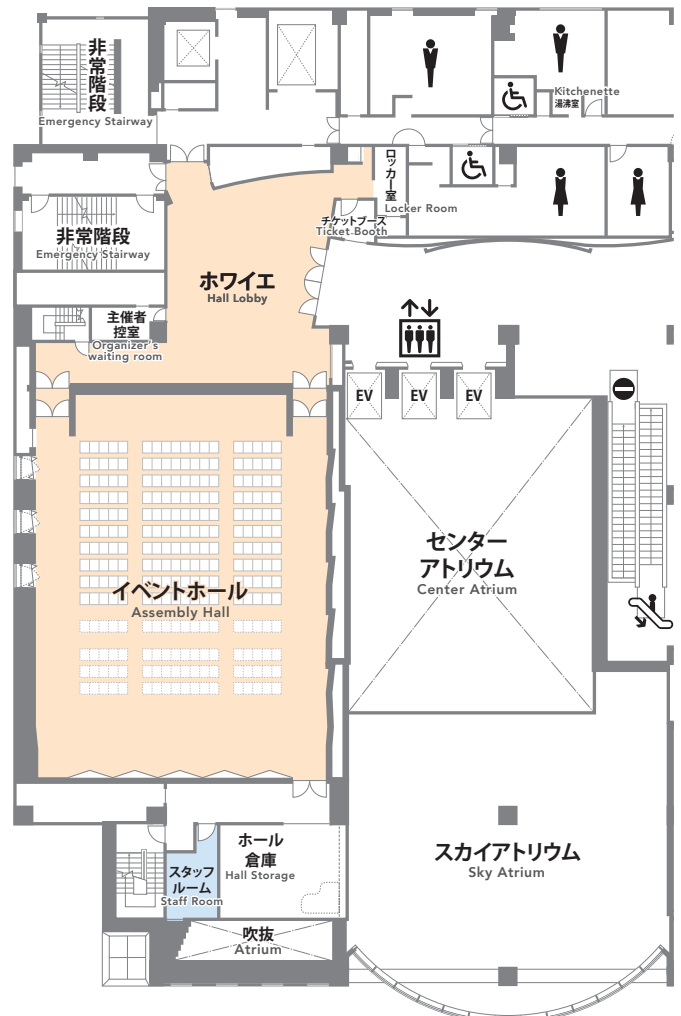 非常階段
Emergency Stairway
Kitchenette
湯沸室
ロッカー室
Locker Room
非常階段
Emergency Stairway
チケットブース
Ticket Booth
ホワイエ
Hall Lobby
主催者
控室
Organizer's
waiting room
EV
EV
EV
センター
アトリウム
Center Atrium
イベントホール
Assembly Hall
スタッフ
ルーム
Staff Room
ホール
倉庫
Hall Storage
スカイアトリウム
Sky Atrium
吹抜
Atrium